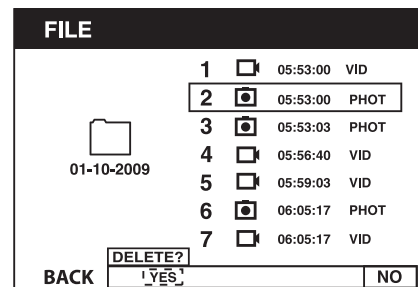 FILE
1 05:53:00 VID
2 05:53:00 PHOT
3 05:53:03 PHOT
01-10-2009
4 05:56:40 VID
5 05:59:03 VID
6 06:05:17 PHOT
7 06:05:17 VID
DELETE?
BACK YES NO